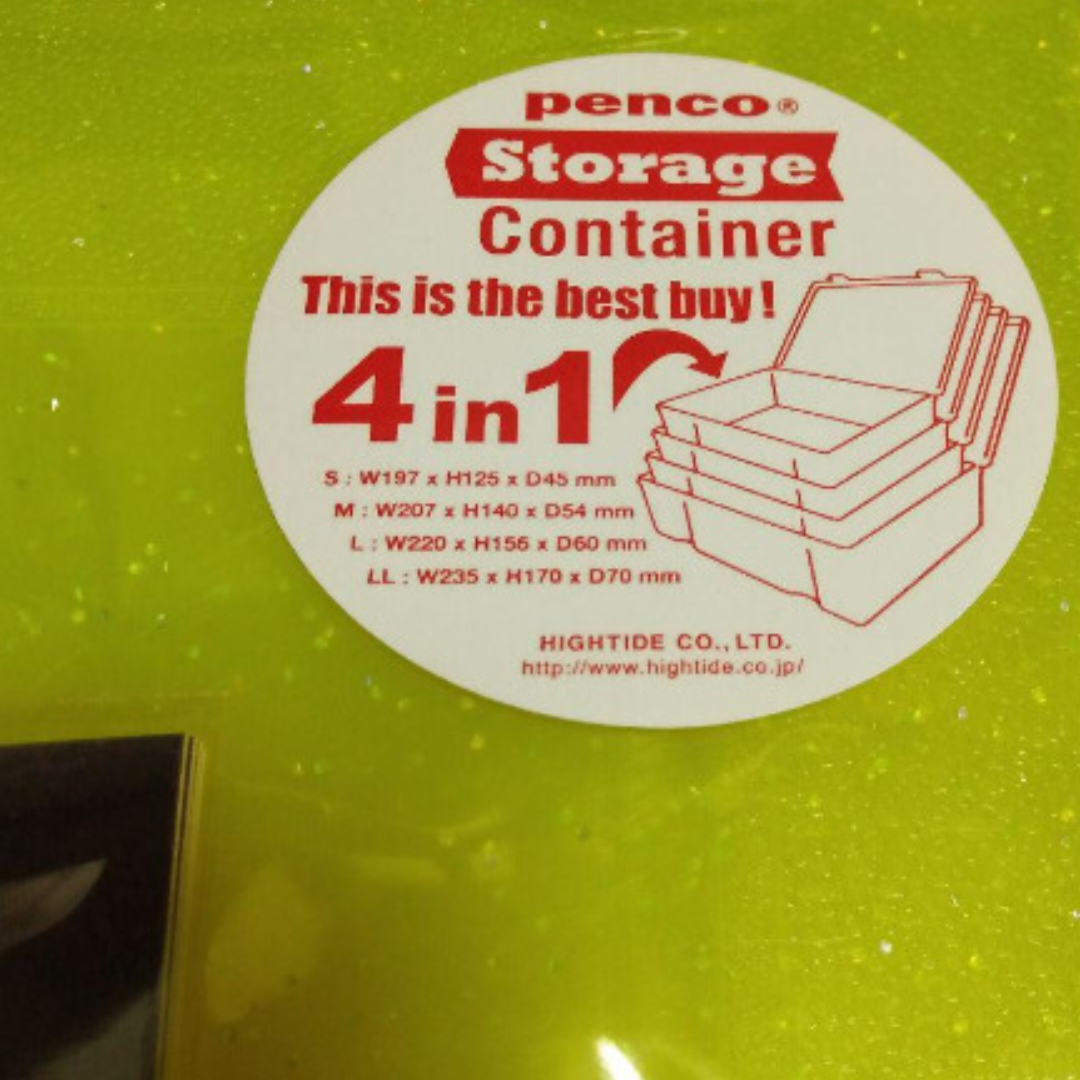 penco®
Storage
Container
This is the best buy!
4 in 1
S : W197 x H125 x D45 mm
M : W207 x H140 x D54 mm
L : W220 x H156 x D60 mm
LL : W235 x H170 x D70 mm
HIGHTIDE CO., LTD.
http://www.hightide.co.jp/